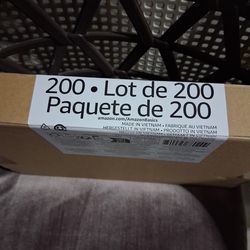 200 • Lot de 200
Paquete de 200
amazon.com/AmazonBasics
MADE IN VIETNAM • FABRIQUÉ AU VIETNAM
HERGESTELLT IN VIETNAM • PRODOTTO IN VIETNAM